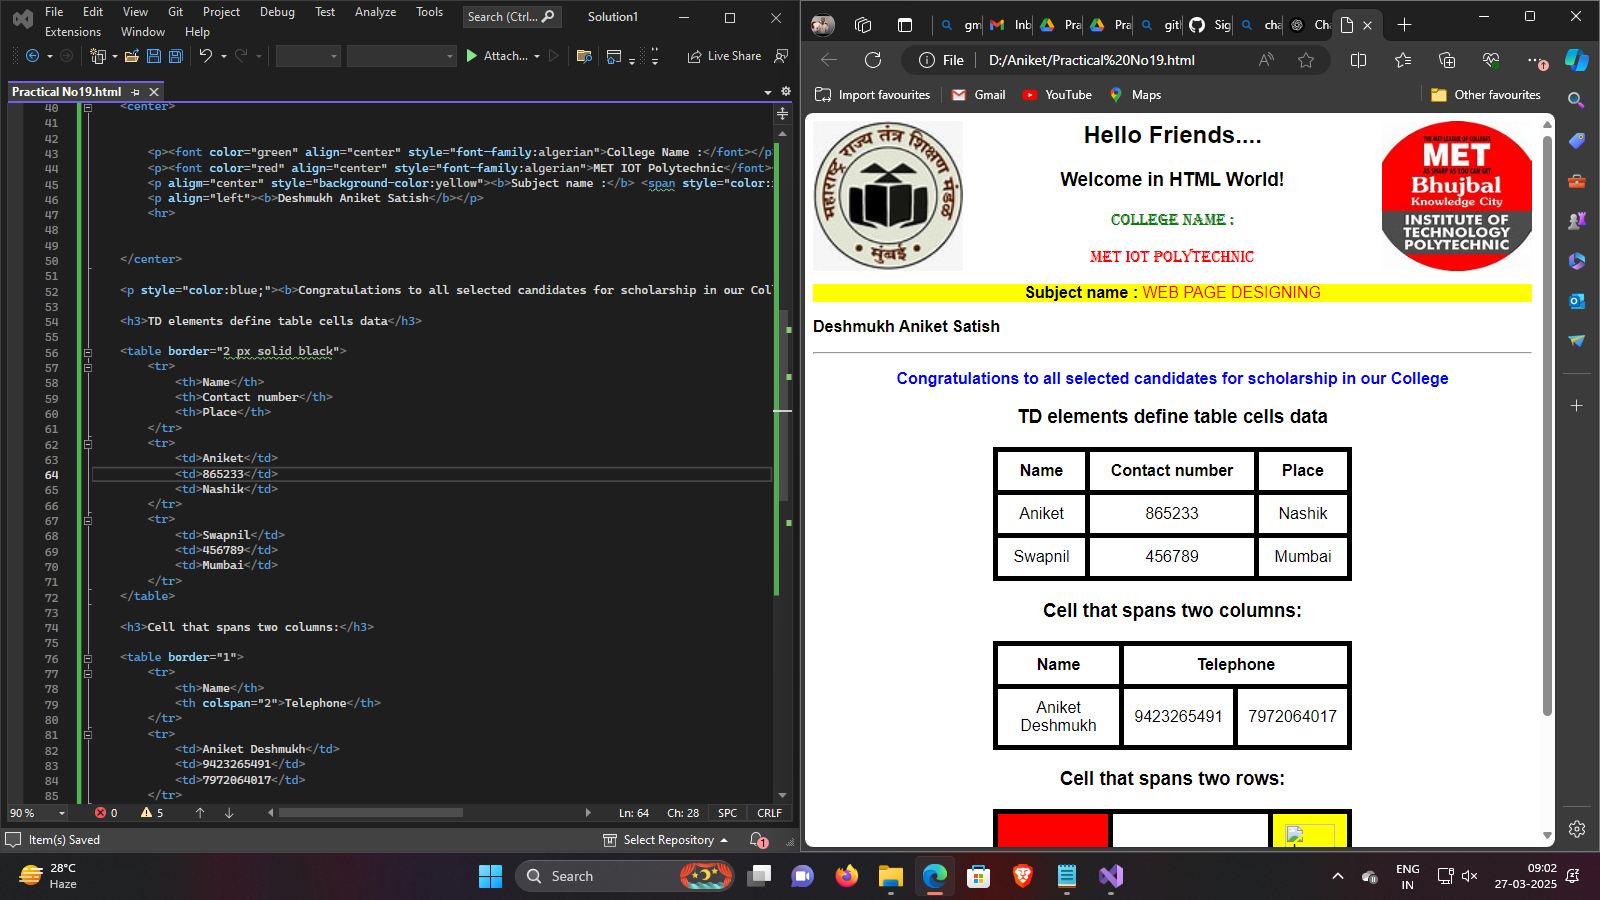 File Edit View Git Project Debug Test Analyze Tools Search (Ctrl... Solution1
Extensions Window Help
Attach... Live Share
Practical No19.html
40 <center>
41
42
43 <p><font color="green" align="center" style="font-family:algerian">College Name :</font></p
44 <p><font color="red" align="center" style="font-family:algerian">MET IOT Polytechnic</font>
45 <p aligm="center" style="background-color:yellow"><b>Subject name :</b> <span style="color:
46 <p align="left"><b>Deshmukh Aniket Satish</b></p>
47 <hr>
48
49
50 </center>
51
52 <p style="color:blue;"><b>Congratulations to all selected candidates for scholarship in our Col
53
54 <h3>TD elements define table cells data</h3>
55
56 <table border="2 px solid black">
57 <tr>
58 <th>Name</th>
59 <th>Contact number</th>
60 <th>Place</th>
61 </tr>
62 <tr>
63 <td>Aniket</td>
64 <td>865233</td>
65 <td>Nashik</td>
66 </tr>
67 <tr>
68 <td>Swapnil</td>
69 <td>456789</td>
70 <td>Mumbai</td>
71 </tr>
72 </table>
73
74 <h3>Cell that spans two columns:</h3>
75
76 <table border="1">
77 <tr>
78 <th>Name</th>
79 <th colspan="2">Telephone</th>
80 </tr>
81 <tr>
82 <td>Aniket Deshmukh</td>
83 <td>9423265491</td>
84 <td>7972064017</td>
85 </tr>
90 % 0 5 Ln: 64 Ch: 28 SPC CRLF
Item(s) Saved Select Repository 1
gm Inb Pra Pra git Sig cha Cha
File D:/Aniket/Practical%20No19.html
Import favourites Gmail YouTube Maps Other favourites
महाराष्ट्र राज्य तंत्र शिक्षण मंडळ
मुंबई
Hello Friends....
Welcome in HTML World!
COLLEGE NAME :
MET IOT POLYTECHNIC
THE MET LEAGUE OF COLLEGES
MET
AS SHARP AS YOU CAN GET
Bhujbal
Knowledge City
INSTITUTE OF
TECHNOLOGY
POLYTECHNIC
Subject name : WEB PAGE DESIGNING
Deshmukh Aniket Satish
Congratulations to all selected candidates for scholarship in our College
TD elements define table cells data
Name Contact number Place
Aniket 865233 Nashik
Swapnil 456789 Mumbai
Cell that spans two columns:
Name Telephone
Aniket Deshmukh 9423265491 7972064017
Cell that spans two rows:
28°C
Haze
Search
ENG
IN
09:02
27-03-2025